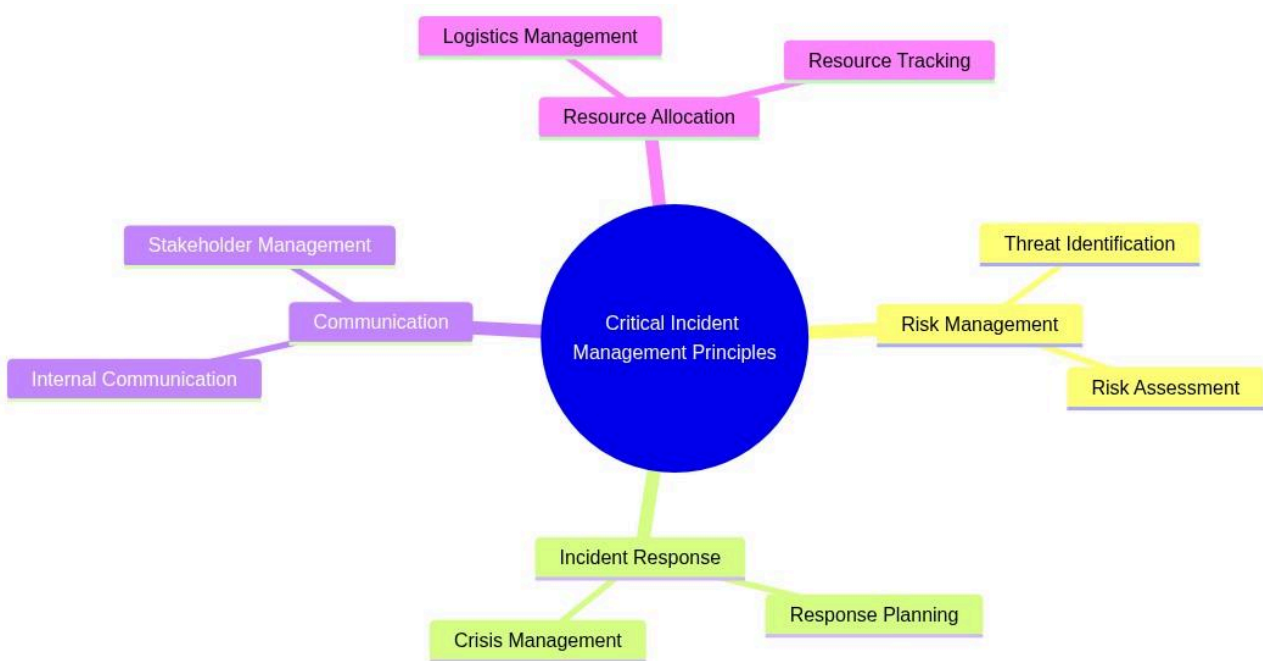 Logistics Management
Resource Tracking
Resource Allocation
Stakeholder Management
Threat Identification
Communication
Critical Incident
Management Principles
Risk Management
Internal Communication
Risk Assessment
Incident Response
Response Planning
Crisis Management